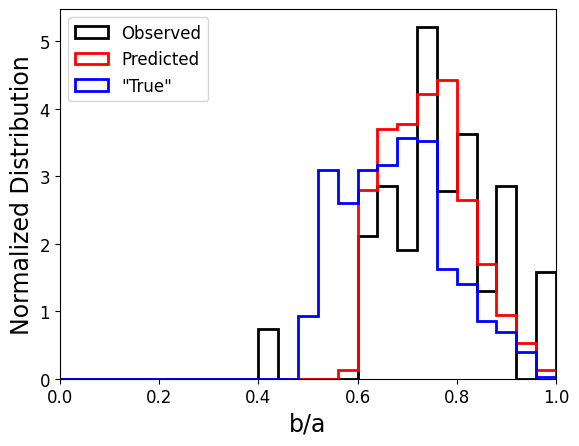 Observed
Predicted
"True"
Normalized Distribution
5
4
3
2
1
0
0.0 0.2 0.4 0.6 0.8 1.0
b/a